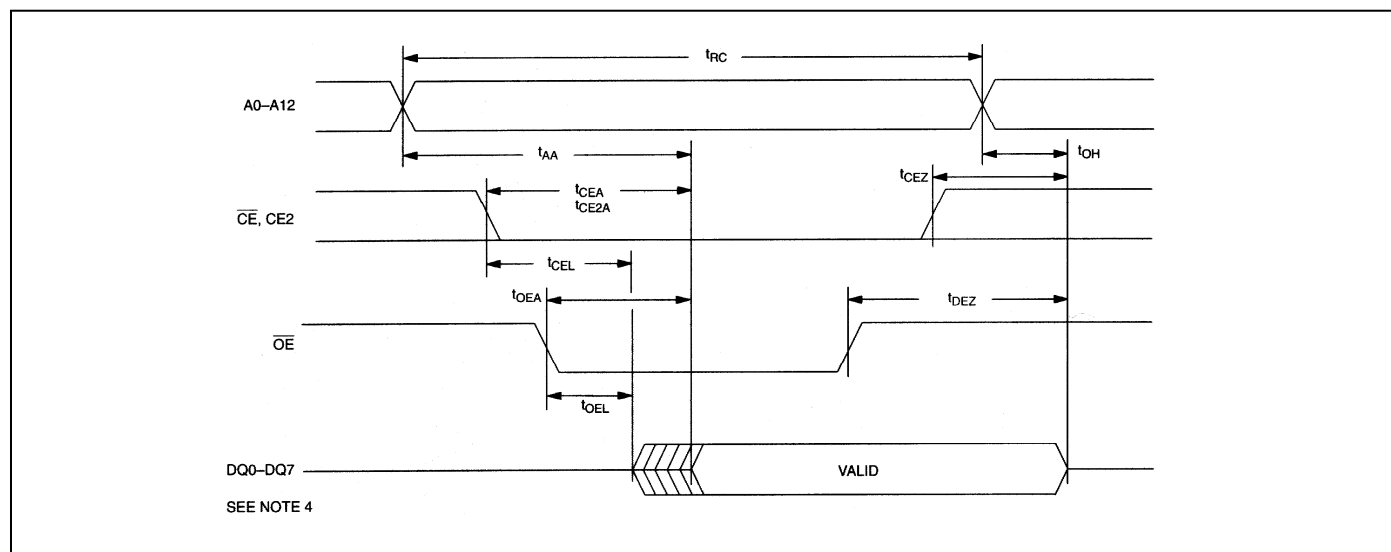 tRC
A0–A12
tAA
tOH
tCEZ
tCEA
tCE2A
CE, CE2
tCEL
tOEA
tDEZ
OE
tOEL
DQ0–DQ7
VALID
SEE NOTE 4